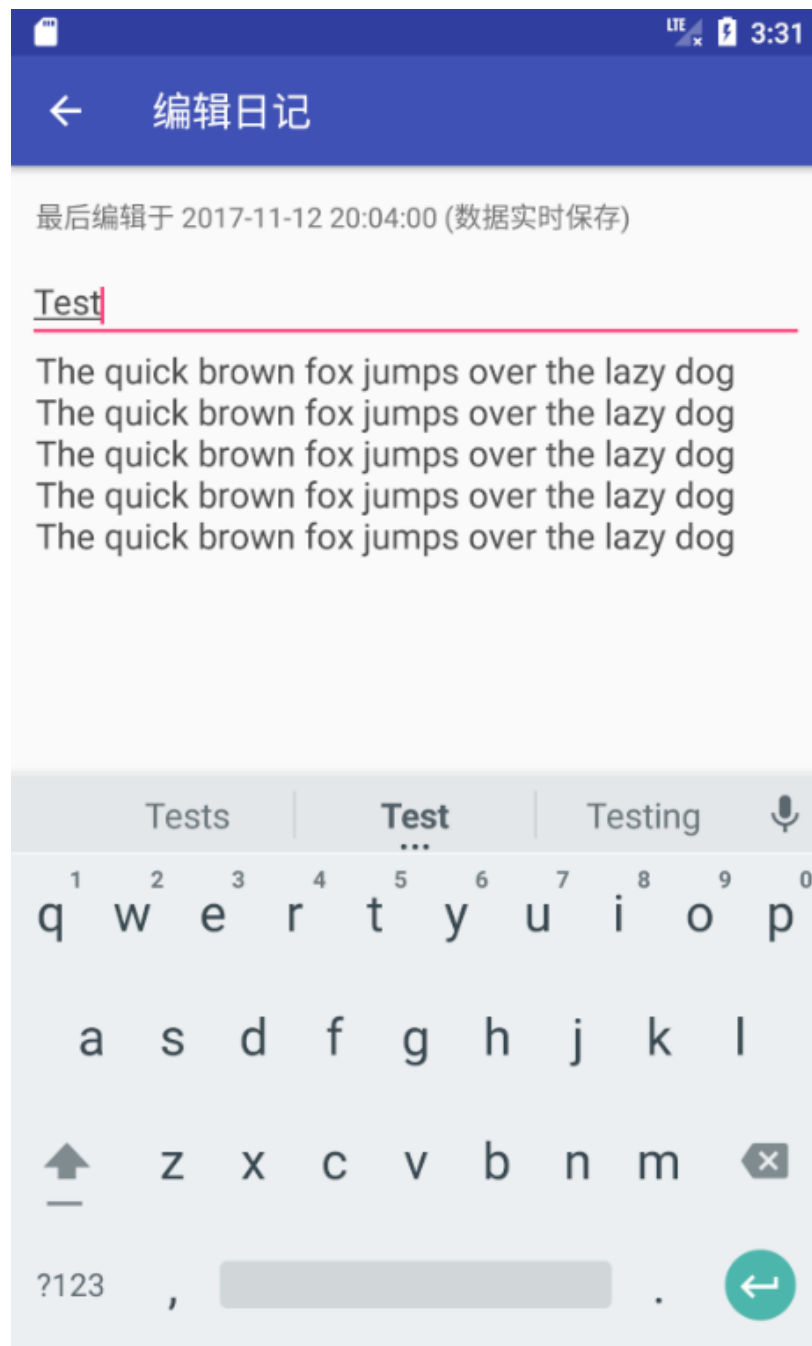 LTE 3:31
编辑日记
最后编辑于 2017-11-12 20:04:00 (数据实时保存)
Test
The quick brown fox jumps over the lazy dog
The quick brown fox jumps over the lazy dog
The quick brown fox jumps over the lazy dog
The quick brown fox jumps over the lazy dog
The quick brown fox jumps over the lazy dog
Tests Test Testing
1 2 3 4 5 6 7 8 9 0
q w e r t y u i o p
a s d f g h j k l
z x c v b n m
?123 , .